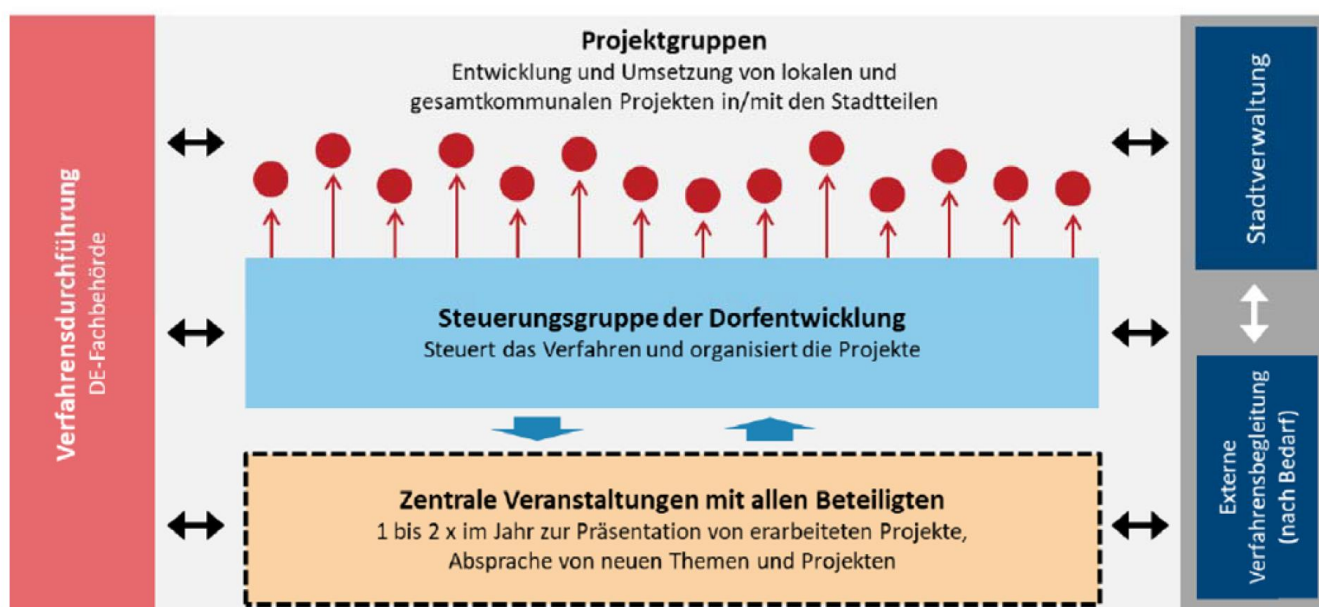 Verfahrensdurchführung
DE-Fachbehörde
Projektgruppen
Entwicklung und Umsetzung von lokalen und
gesamtkommunalen Projekten in/mit den Stadtteilen
Steuerungsgruppe der Dorfentwicklung
Steuert das Verfahren und organisiert die Projekte
Zentrale Veranstaltungen mit allen Beteiligten
1 bis 2 x im Jahr zur Präsentation von erarbeiteten Projekte,
Absprache von neuen Themen und Projekten
Stadtverwaltung
Externe
Verfahrensbegleitung
(nach Bedarf)